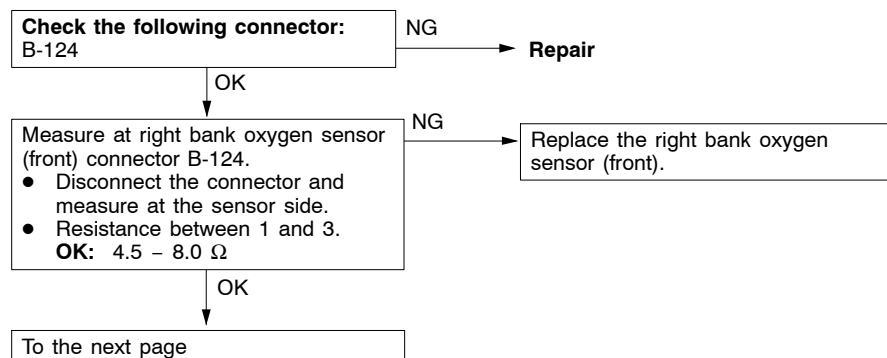 Check the following connector:
B-124
NG
Repair
OK
Measure at right bank oxygen sensor
(front) connector B-124.
● Disconnect the connector and
measure at the sensor side.
● Resistance between 1 and 3.
OK: 4.5 – 8.0 Ω
NG
Replace the right bank oxygen
sensor (front).
OK
To the next page